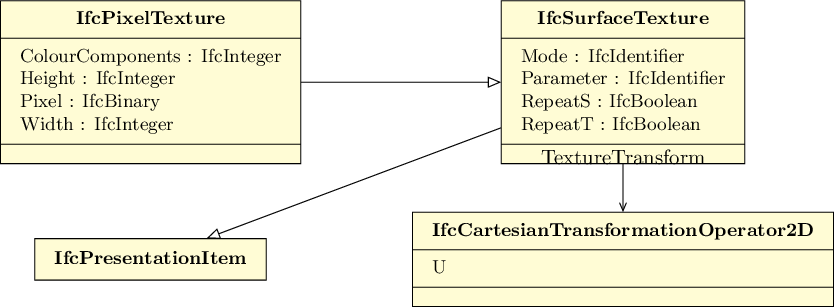 IfcPixelTexture
ColourComponents : IfcInteger
Height : IfcInteger
Pixel : IfcBinary
Width : IfcInteger
IfcSurfaceTexture
Mode : IfcIdentifier
Parameter : IfcIdentifier
RepeatS : IfcBoolean
RepeatT : IfcBoolean
TextureTransform
IfcPresentationItem
IfcCartesianTransformationOperator2D
U